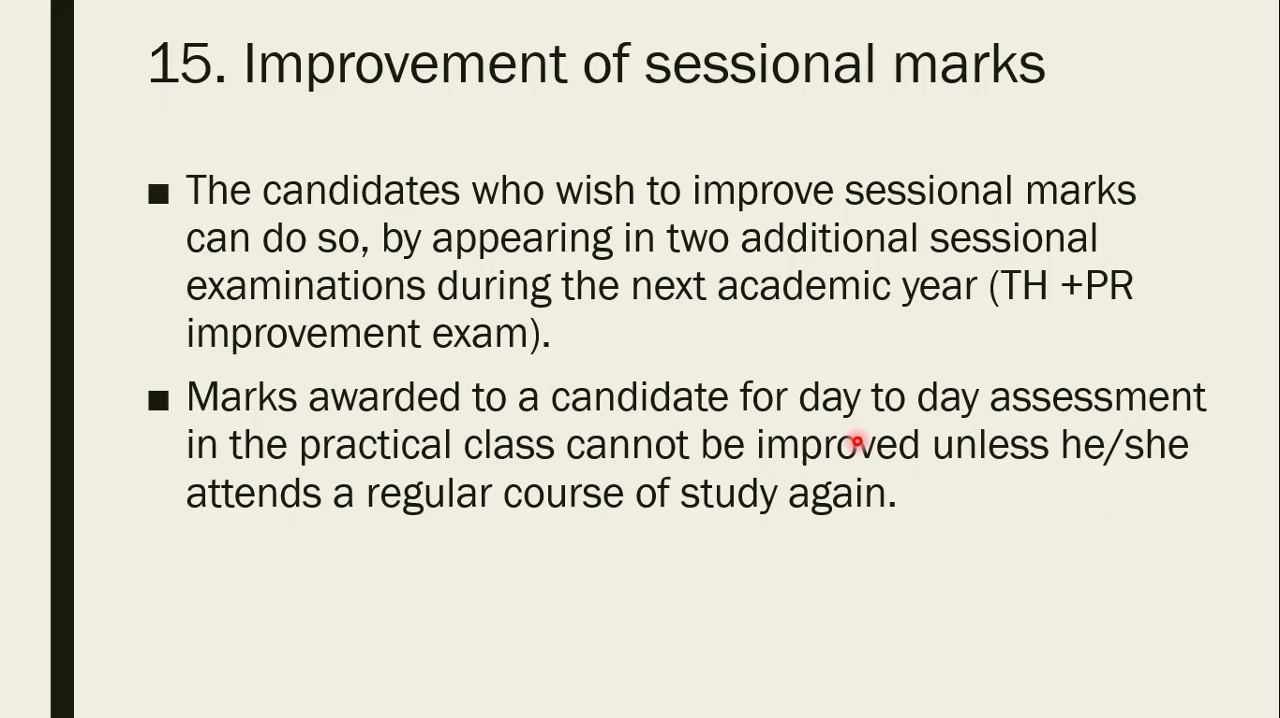 15. Improvement of sessional marks
■ The candidates who wish to improve sessional marks
can do so, by appearing in two additional sessional
examinations during the next academic year (TH +PR
improvement exam).
■ Marks awarded to a candidate for day to day assessment
in the practical class cannot be improved unless he/she
attends a regular course of study again.